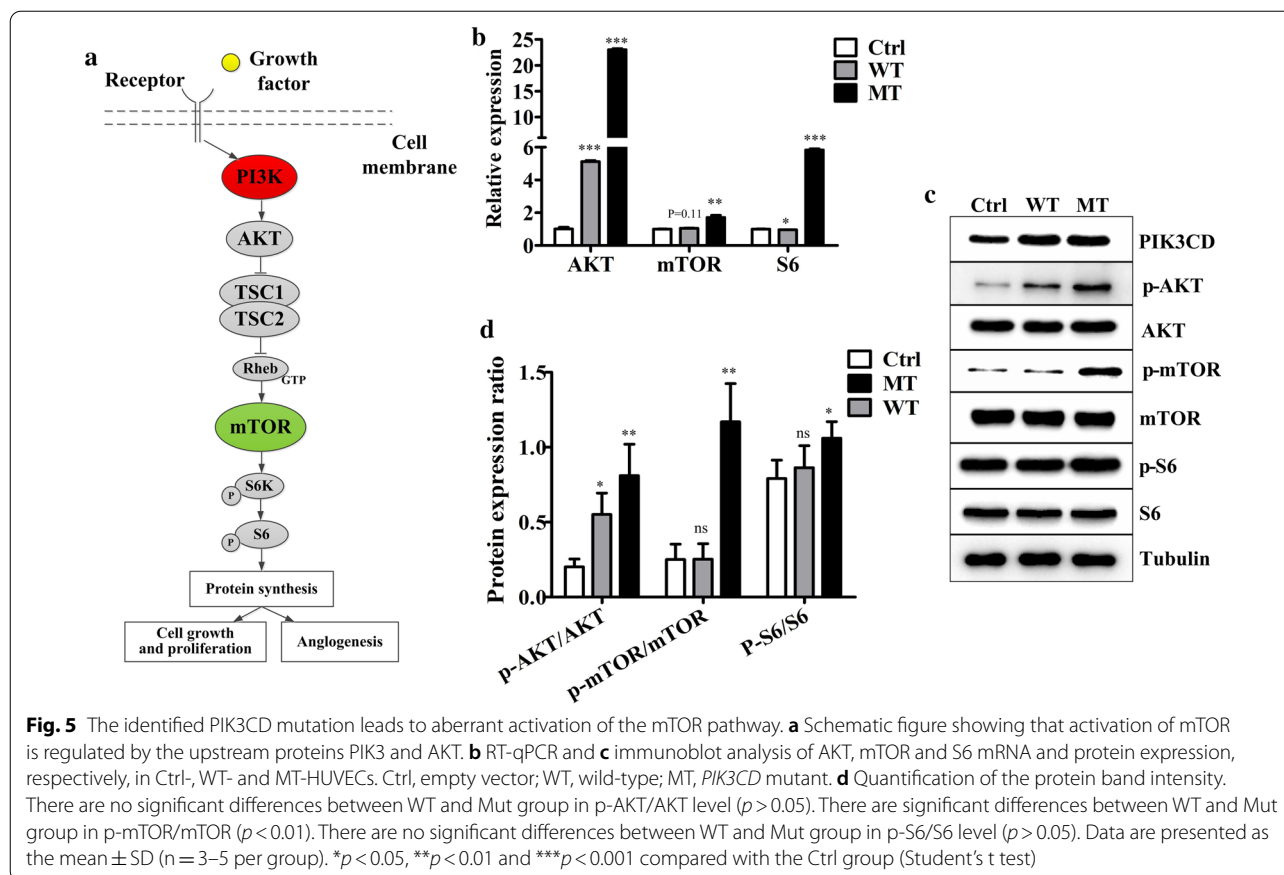 a
Growth
factor
Receptor
Cell
membrane
PI3K
AKT
TSC1
TSC2
Rheb
GTP
mTOR
S6K
P
S6
P
Protein synthesis
Cell growth
and proliferation
Anglogenesis
b
Relative expression
25
20
15
10
6
4
2
0
***
***
P=0.11
**
*
***
AKT
mTOR
S6
Ctrl
WT
MT
c
Ctrl WT MT
PIK3CD
p-AKT
AKT
p-mTOR
mTOR
p-S6
S6
Tubulin
d
Protein expression ratio
1.5
1.0
0.5
0.0
*
**
ns
**
ns
*
p-AKT/AKT
p-mTOR/mTOR
P-S6/S6
Ctrl
MT
WT
Fig. 5 The identified PIK3CD mutation leads to aberrant activation of the mTOR pathway. a Schematic figure showing that activation of mTOR
is regulated by the upstream proteins PIK3 and AKT. b RT-qPCR and c immunoblot analysis of AKT, mTOR and S6 mRNA and protein expression,
respectively, in Ctrl-, WT- and MT-HUVECs. Ctrl, empty vector; WT, wild-type; MT, PIK3CD mutant. d Quantification of the protein band intensity.
There are no significant differences between WT and Mut group in p-AKT/AKT level (p > 0.05). There are significant differences between WT and Mut
group in p-mTOR/mTOR (p < 0.01). There are no significant differences between WT and Mut group in p-S6/S6 level (p > 0.05). Data are presented as
the mean ± SD (n = 3–5 per group). *p < 0.05, **p < 0.01 and ***p < 0.001 compared with the Ctrl group (Student's t test)